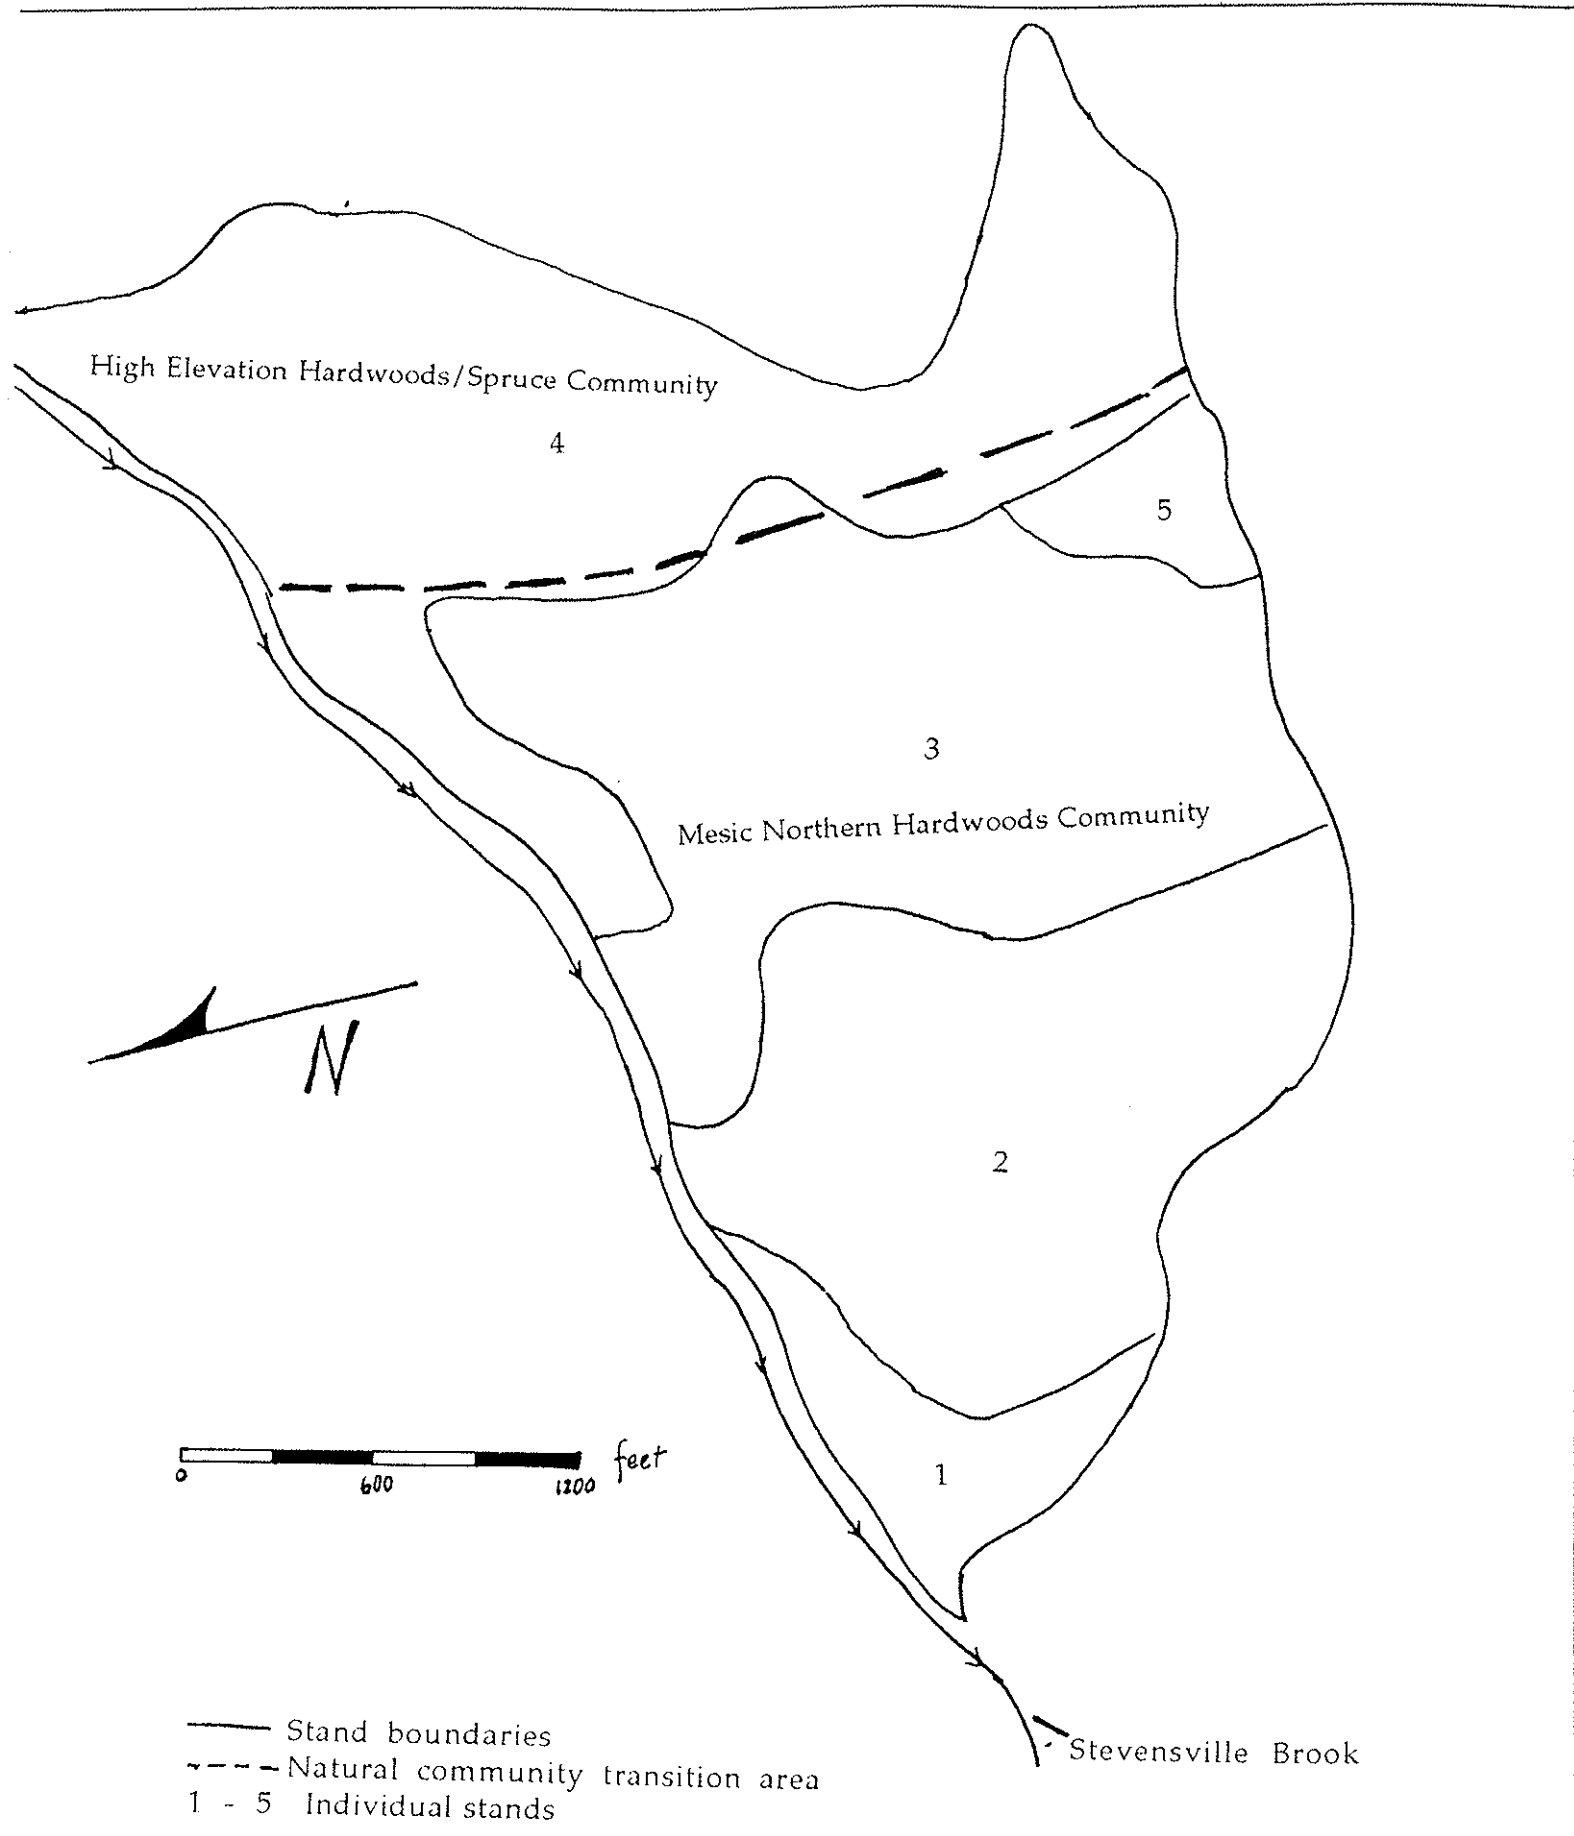 High Elevation Hardwoods/Spruce Community
4
5
3
Mesic Northern Hardwoods Community
N
2
1
0 600 1200 feet
Stand boundaries
Natural community transition area
1 - 5 Individual stands
Stevensville Brook